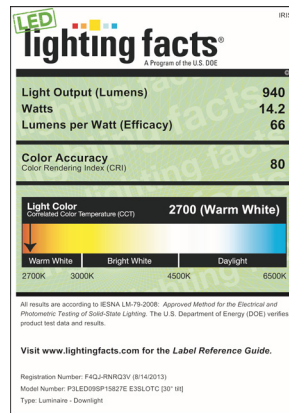 IRIS
LED
lighting facts®
A Program of the U.S. DOE
Light Output (Lumens) 940
Watts 14.2
Lumens per Watt (Efficacy) 66
Color Accuracy 80
Color Rendering Index (CRI)
Light Color
Correlated Color Temperature (CCT) 2700 (Warm White)
Warm White Bright White Daylight
2700K 3000K 4500K 6500K
All results are according to IESNA LM-79-2008: Approved Method for the Electrical and
Photometric Testing of Solid-State Lighting. The U.S. Department of Energy (DOE) verifies
product test data and results.
Visit www.lightingfacts.com for the Label Reference Guide.
Registration Number: F4QJ-RNRQ3V (8/14/2013)
Model Number: P3LED09SP15827E E3SLOTC [30° tilt]
Type: Luminaire - Downlight